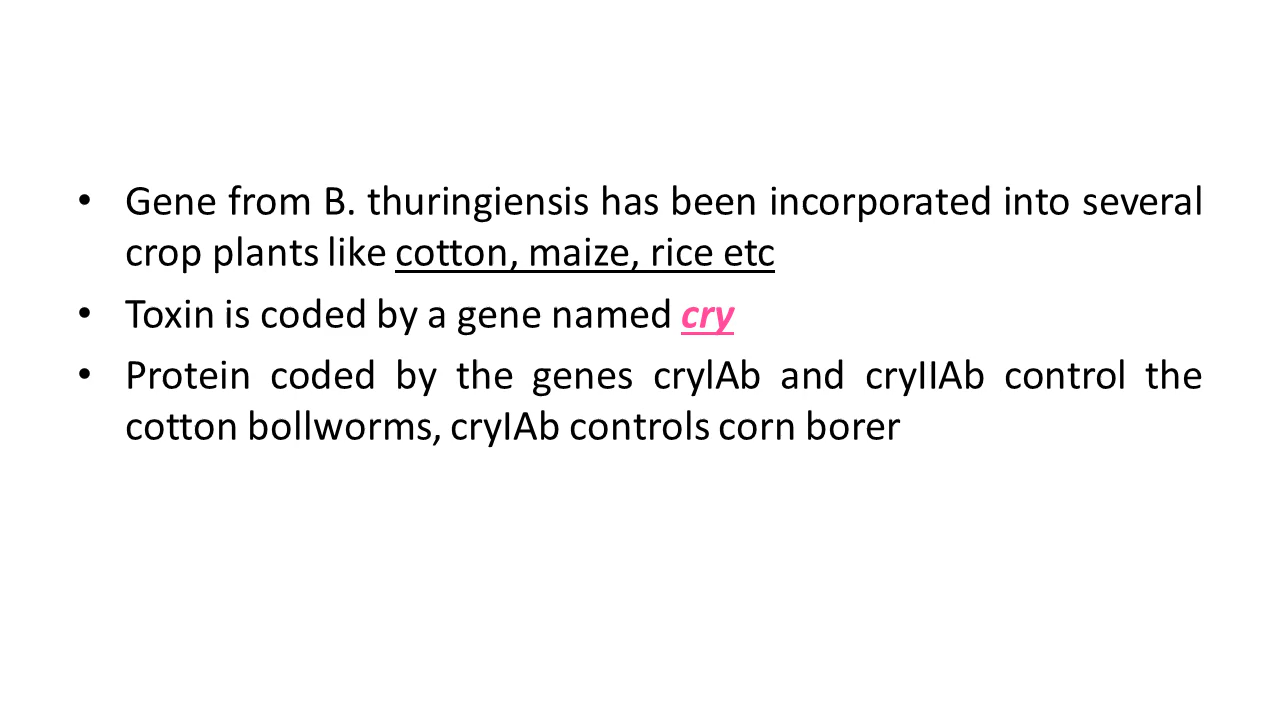 • Gene from B. thuringiensis has been incorporated into several
crop plants like cotton, maize, rice etc
• Toxin is coded by a gene named cry
• Protein coded by the genes crylAb and cryIIAb control the
cotton bollworms, cryIAb controls corn borer